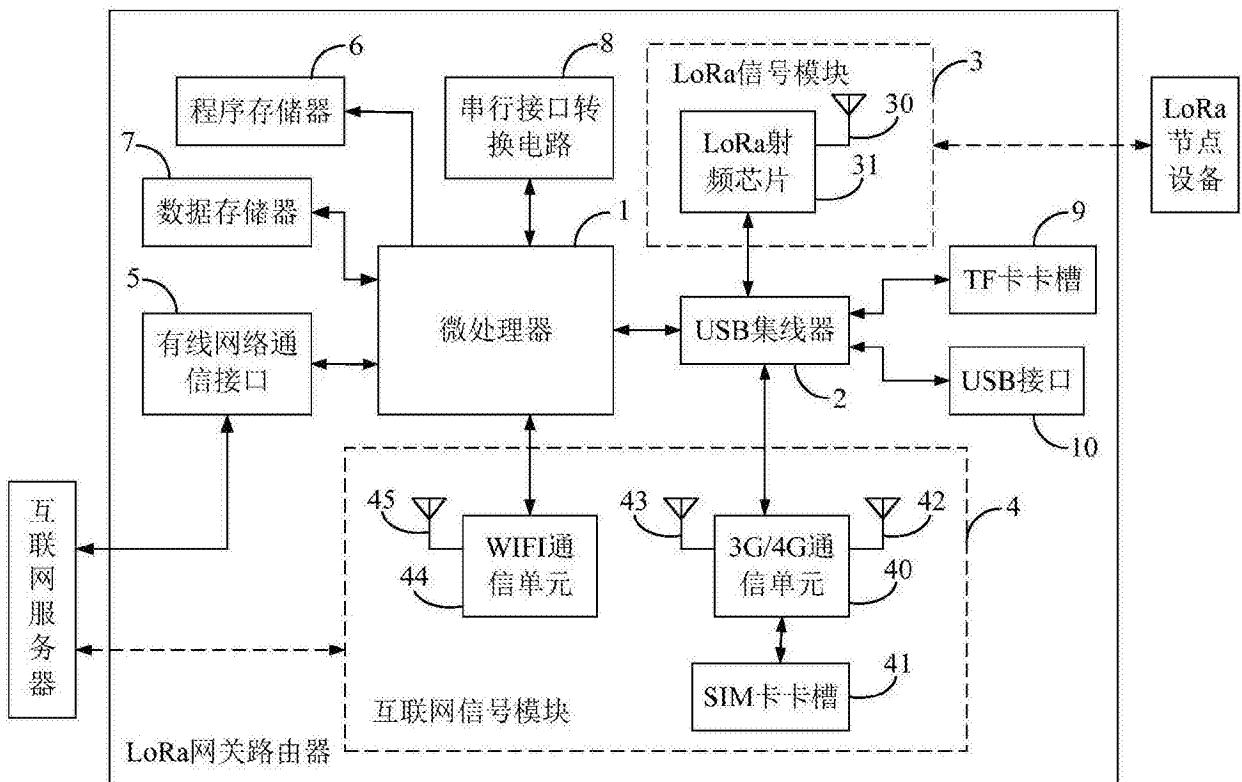 6
程序存储器
7
数据存储器
5
有线网络通
信接口
8
串行接口转
换电路
1
微处理器
LoRa信号模块
3
30
LoRa射
频芯片
31
LoRa
节点
设备
9
TF卡卡槽
USB集线器
2
USB接口
10
互
联
网
服
务
器
45
WIFI通
信单元
44
43
42
3G/4G通
信单元
40
4
SIM卡卡槽
41
互联网信号模块
LoRa网关路由器